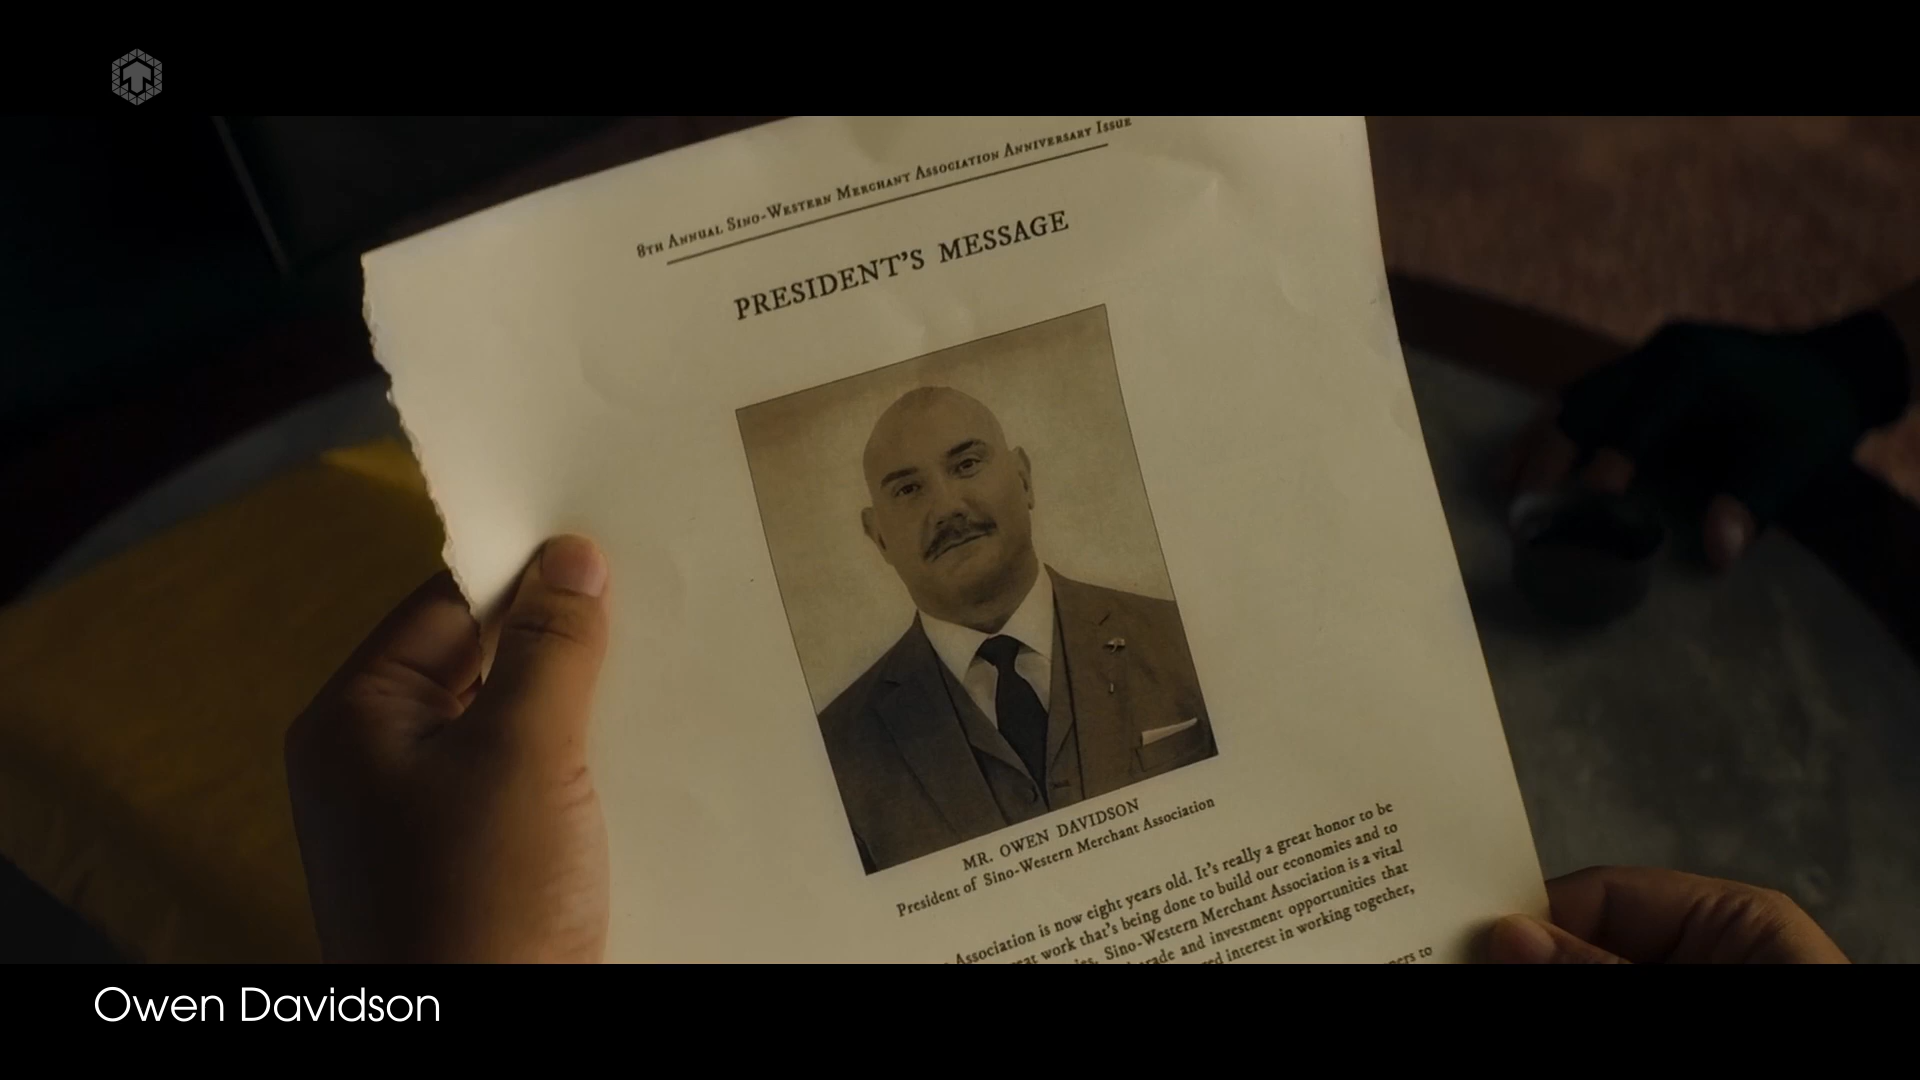 8TH ANNUAL SINO-WESTERN MERCHANT ASSOCIATION ANNIVERSARY ISSUE
PRESIDENT'S MESSAGE
MR. OWEN DAVIDSON
President of Sino-Western Merchant Association
Association is now eight years old. It's really a great honor to be
work that's being done to build our economies and to
Sino-Western Merchant Association is a vital
and investment opportunities that
interest in working together,
to
Owen Davidson